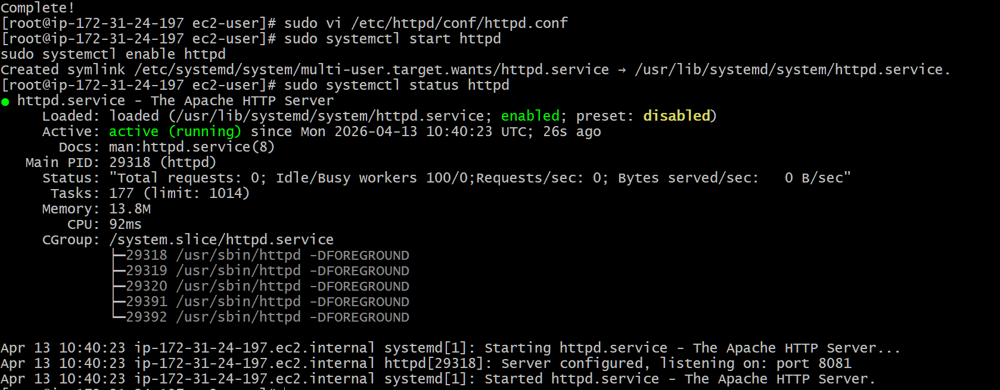 Complete!
[root@ip-172-31-24-197 ec2-user]# sudo vi /etc/httpd/conf/httpd.conf
[root@ip-172-31-24-197 ec2-user]# sudo systemctl start httpd
sudo systemctl enable httpd
Created symlink /etc/systemd/system/multi-user.target.wants/httpd.service → /usr/lib/systemd/system/httpd.service.
[root@ip-172-31-24-197 ec2-user]# sudo systemctl status httpd
● httpd.service - The Apache HTTP Server
     Loaded: loaded (/usr/lib/systemd/system/httpd.service; enabled; preset: disabled)
     Active: active (running) since Mon 2026-04-13 10:40:23 UTC; 26s ago
       Docs: man:httpd.service(8)
   Main PID: 29318 (httpd)
     Status: "Total requests: 0; Idle/Busy workers 100/0;Requests/sec: 0; Bytes served/sec:   0 B/sec"
      Tasks: 177 (limit: 1014)
     Memory: 13.8M
        CPU: 92ms
     CGroup: /system.slice/httpd.service
             ├─29318 /usr/sbin/httpd -DFOREGROUND
             ├─29319 /usr/sbin/httpd -DFOREGROUND
             ├─29320 /usr/sbin/httpd -DFOREGROUND
             ├─29391 /usr/sbin/httpd -DFOREGROUND
             └─29392 /usr/sbin/httpd -DFOREGROUND

Apr 13 10:40:23 ip-172-31-24-197.ec2.internal systemd[1]: Starting httpd.service - The Apache HTTP Server...
Apr 13 10:40:23 ip-172-31-24-197.ec2.internal httpd[29318]: Server configured, listening on: port 8081
Apr 13 10:40:23 ip-172-31-24-197.ec2.internal systemd[1]: Started httpd.service - The Apache HTTP Server.